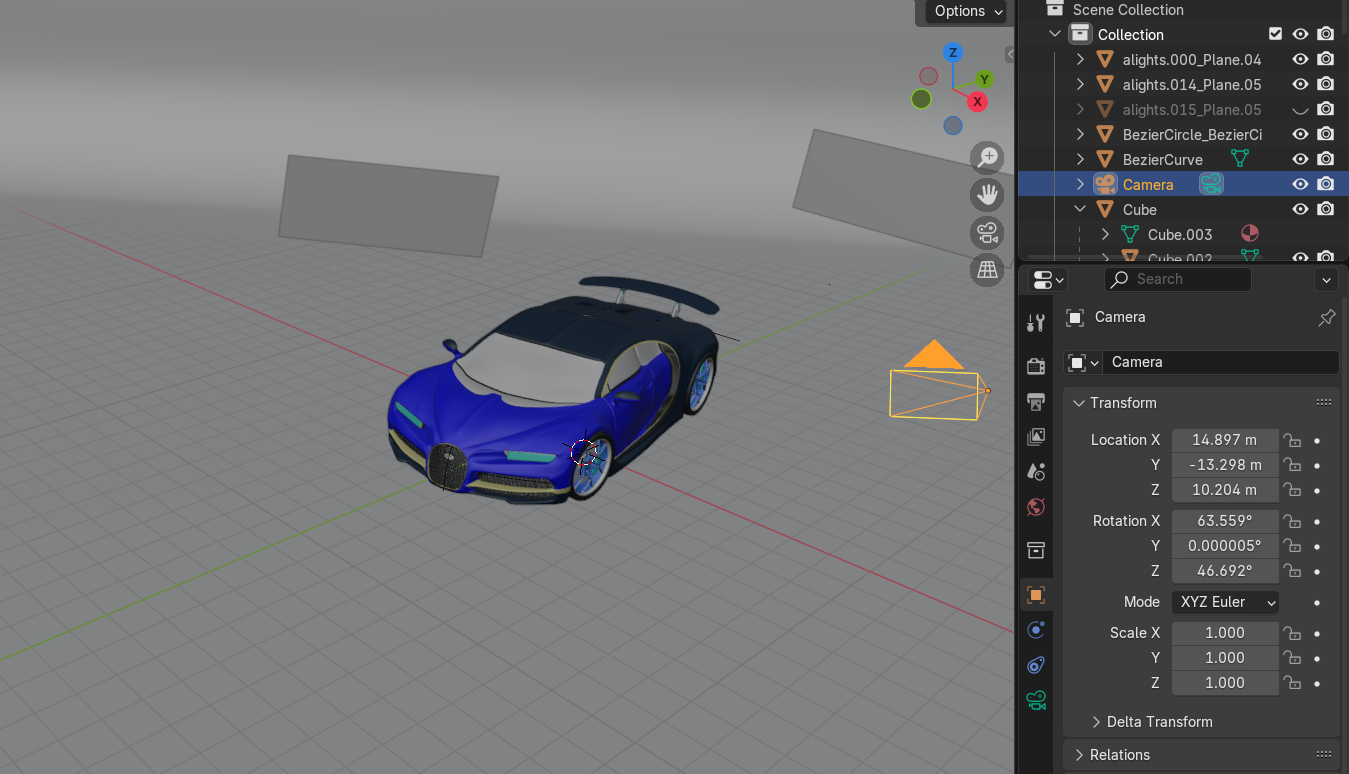 Options
Z
Y
X
Scene Collection
Collection
alights.000_Plane.04
alights.014_Plane.05
alights.015_Plane.05
BezierCircle_BezierCi
BezierCurve
Camera
Cube
Cube.003
Cube.002
Search
Camera
Camera
Transform
Location X 14.897 m
Y -13.298 m
Z 10.204 m
Rotation X 63.559°
Y 0.000005°
Z 46.692°
Mode XYZ Euler
Scale X 1.000
Y 1.000
Z 1.000
Delta Transform
Relations